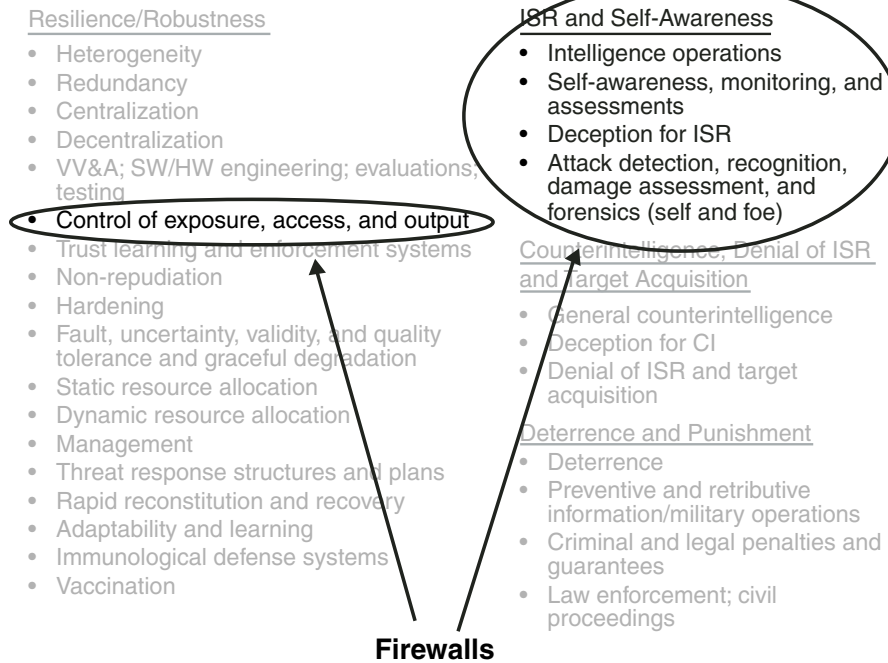 Resilience/Robustness
• Heterogeneity
• Redundancy
• Centralization
• Decentralization
• VV&A; SW/HW engineering; evaluations;
testing
• Control of exposure, access, and output
• Trust learning and enforcement systems
• Non-repudiation
• Hardening
• Fault, uncertainty, validity, and quality
tolerance and graceful degradation
• Static resource allocation
• Dynamic resource allocation
• Management
• Threat response structures and plans
• Rapid reconstitution and recovery
• Adaptability and learning
• Immunological defense systems
• Vaccination
ISR and Self-Awareness
• Intelligence operations
• Self-awareness, monitoring, and
assessments
• Deception for ISR
• Attack detection, recognition,
damage assessment, and
forensics (self and foe)
Counterintelligence, Denial of ISR
and Target Acquisition
• General counterintelligence
• Deception for CI
• Denial of ISR and target
acquisition
Deterrence and Punishment
• Deterrence
• Preventive and retributive
information/military operations
• Criminal and legal penalties and
guarantees
• Law enforcement; civil
proceedings
Firewalls